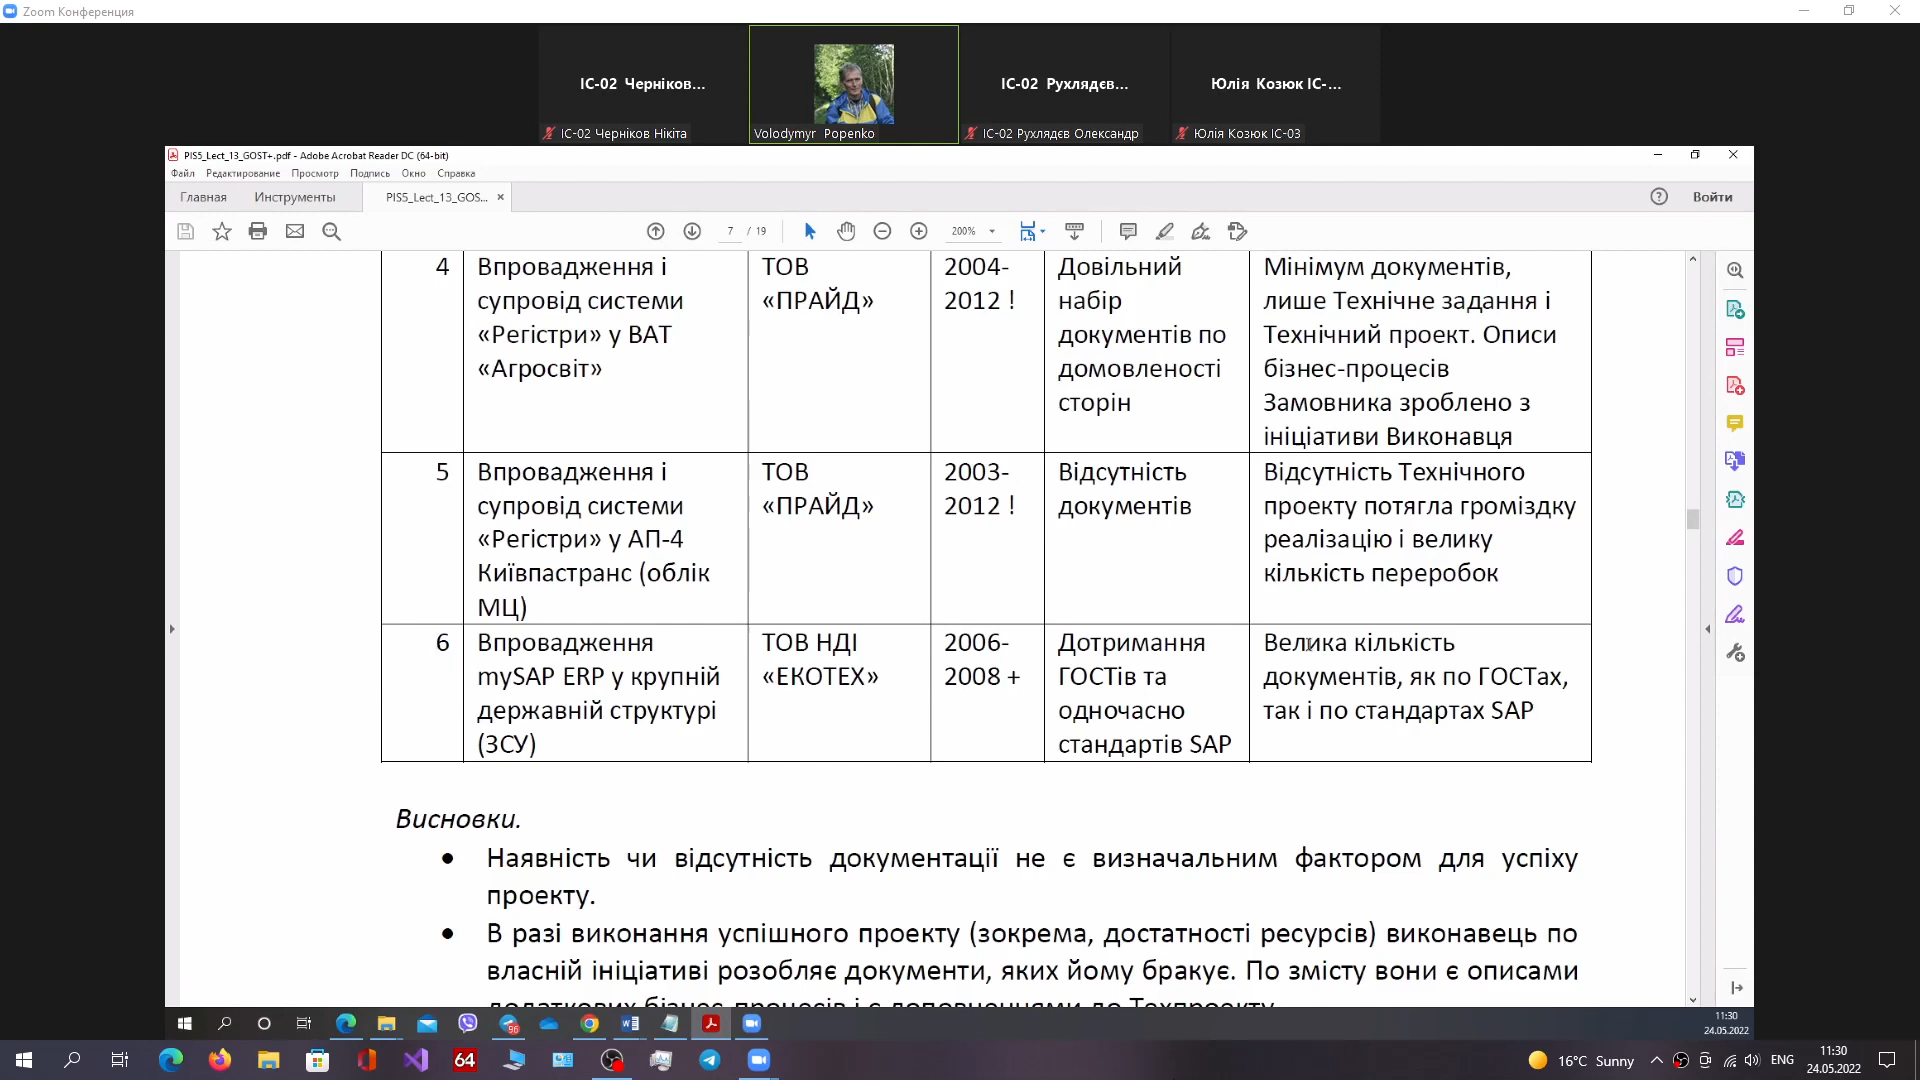 Zoom Конференция
ІС-02 Черніков...
ІС-02 Рухлядєв...
Юлія Козюк ІС-...
ІС-02 Черніков Нікіта
Volodymyr Popenko
ІС-02 Рухлядєв Олександр
Юлія Козюк ІС-03
PIS5_Lect_13_GOST+.pdf - Adobe Acrobat Reader DC (64-bit)
Файл Редактирование Просмотр Подпись Окно Справка
Главная Инструменты PIS5_Lect_13_GOS... Войти
7 / 19 200%
4
Впровадження і
супровід системи
«Регістри» у ВАТ
«Агросвіт»
ТОВ
«ПРАЙД»
2004-
2012 !
Довільний
набір
документів по
домовленості
сторін
Мінімум документів,
лише Технічне задання і
Технічний проект. Описи
бізнес-процесів
Замовника зроблено з
ініціативи Виконавця
5
Впровадження і
супровід системи
«Регістри» у АП-4
Київпастранс (облік
МЦ)
ТОВ
«ПРАЙД»
2003-
2012 !
Відсутність
документів
Відсутність Технічного
проекту потягла громіздку
реалізацію і велику
кількість переробок
6
Впровадження
mySAP ERP у крупній
державній структурі
(ЗСУ)
ТОВ НДІ
«ЕКОТЕХ»
2006-
2008 +
Дотримання
ГОСТів та
одночасно
стандартів SAP
Велика кількість
документів, як по ГОСТах,
так і по стандартах SAP
Висновки.
• Наявність чи відсутність документації не є визначальним фактором для успіху
проекту.
• В разі виконання успішного проекту (зокрема, достатності ресурсів) виконавець по
власній ініціативі розобляє документи, яких йому бракує. По змісту вони є описами
додаткових бізнес-процесів і є доповненнями до Техпроекту.
96
11:30
24.05.2022
64
16°C Sunny
ENG
11:30
24.05.2022